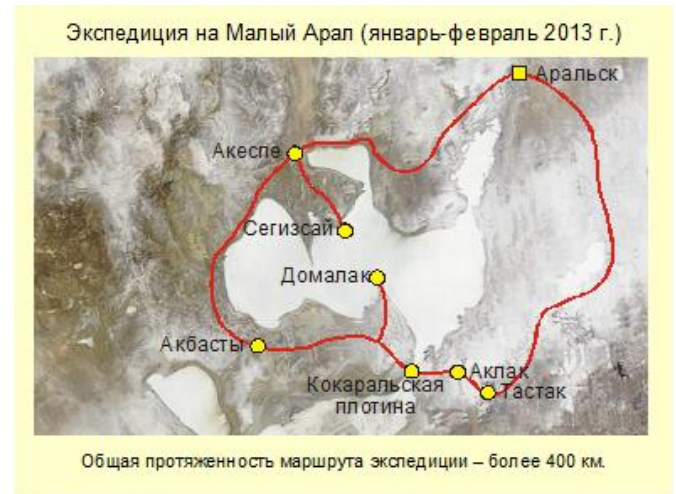 Экспедиция на Малый Арал (январь-февраль 2013 г.)
Аральск
Акеспе
Сегизсай
Домалак
Акбасты
Аклак
Кокаральская
плотина
Тастак
Общая протяженность маршрута экспедиции – более 400 км.